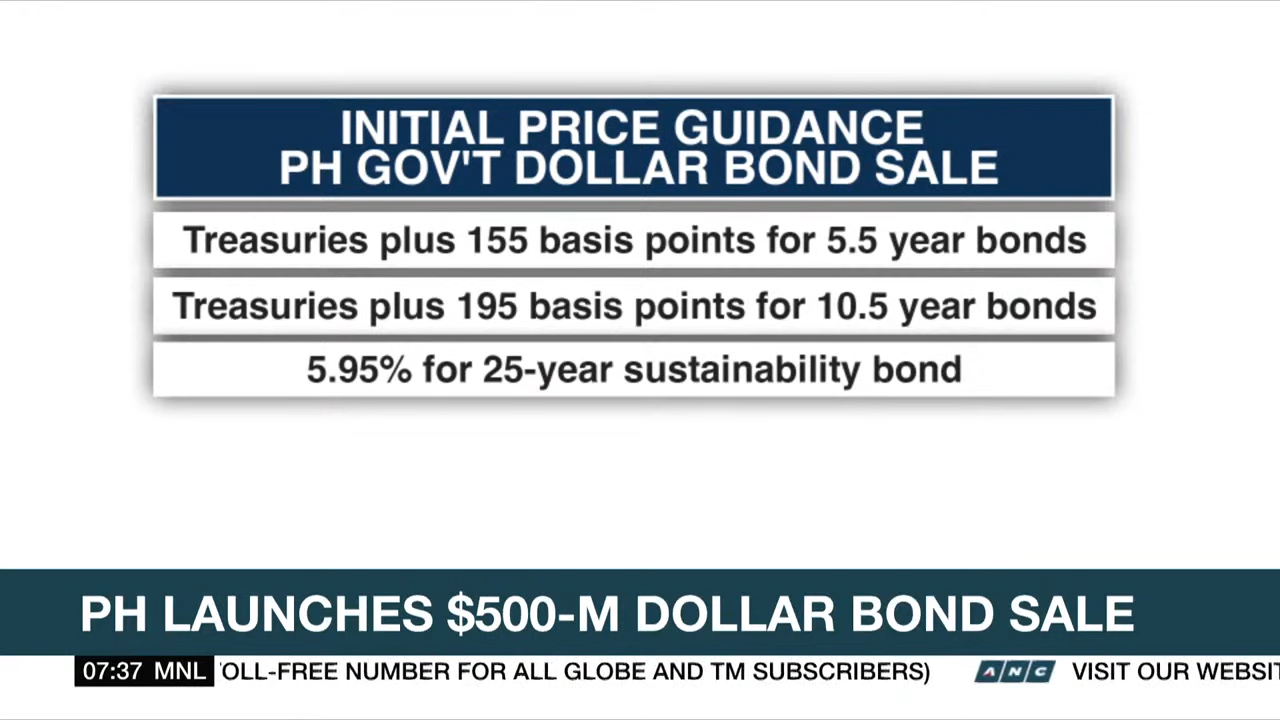 INITIAL PRICE GUIDANCE
PH GOV'T DOLLAR BOND SALE
Treasuries plus 155 basis points for 5.5 year bonds
Treasuries plus 195 basis points for 10.5 year bonds
5.95% for 25-year sustainability bond
PH LAUNCHES $500-M DOLLAR BOND SALE
07:37 MNL OLL-FREE NUMBER FOR ALL GLOBE AND TM SUBSCRIBERS) ANC VISIT OUR WEBSIT